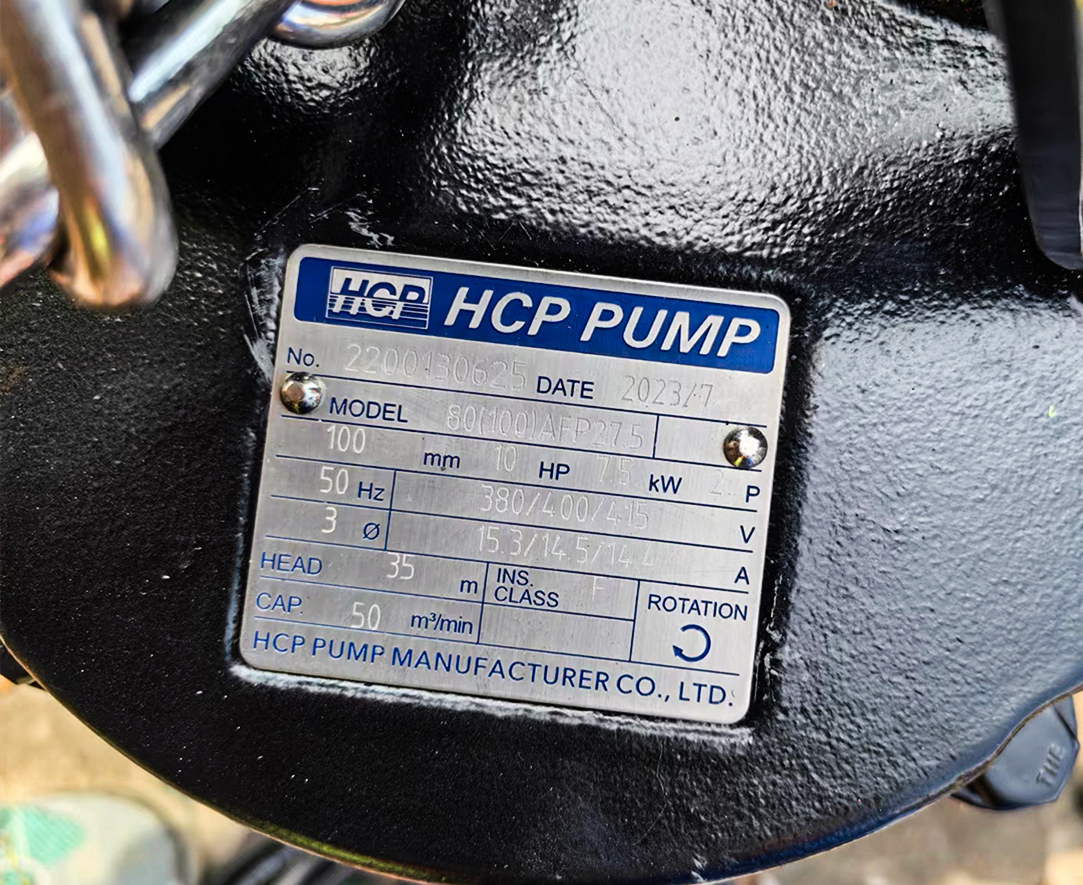 HCP HCP PUMP
No. 2200130625 DATE 2023/7
MODEL 80(100)AFP27.5
100 mm 10 HP 7.5 kW 2 P
50 Hz 380/400/415 V
3 Ø 15.3/14.5/14.4 A
HEAD 35 m INS. CLASS F ROTATION
CAP. 50 m³/min
HCP PUMP MANUFACTURER CO., LTD.